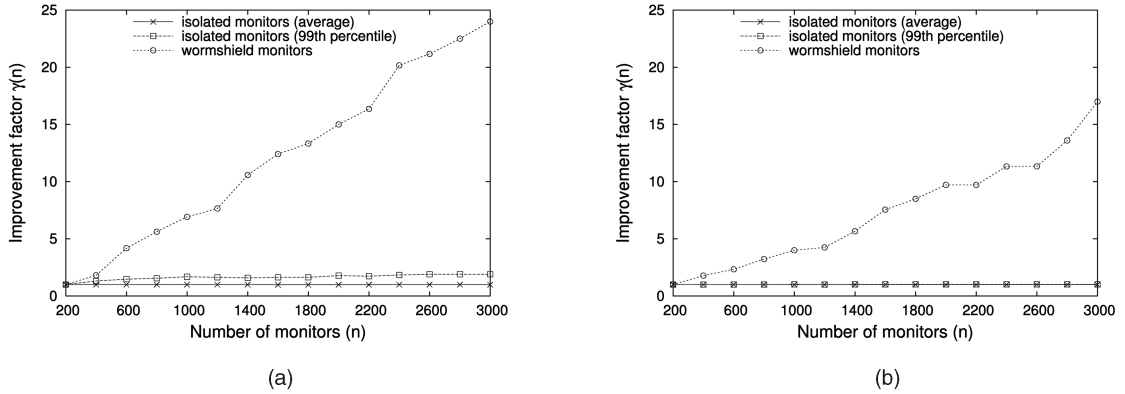 25
20
15
10
5
0
Improvement factor γ(n)
isolated monitors (average)
isolated monitors (99th percentile)
wormshield monitors
200 600 1000 1400 1800 2200 2600 3000
Number of monitors (n)
(a)
25
20
15
10
5
0
Improvement factor γ(n)
isolated monitors (average)
isolated monitors (99th percentile)
wormshield monitors
200 600 1000 1400 1800 2200 2600 3000
Number of monitors (n)
(b)